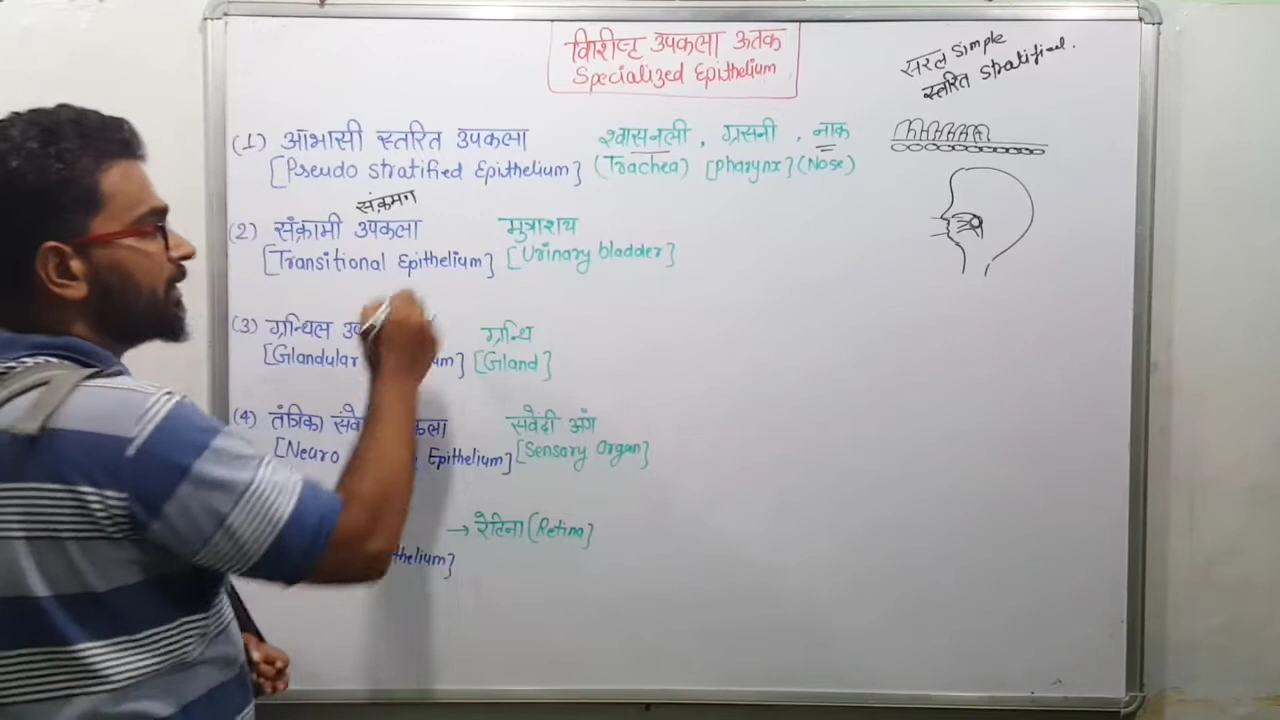 विशीष्ट उपकला ऊतक
Specialized Epithelium
सरल simple
स्तरित stratified.
(1) आभासी स्तरित उपकला श्वासनली , ग्रसनी , नाक
[Pseudo stratified Epithelium] (Trachea) [pharynx] (Nose)
संक्रमण
(2) संक्रामी उपकला मुत्राशय
[Transitional Epithelium] [Urinary bladder]
(3) ग्रन्थिल ग्रन्थि
[Glandular [Gland]
(4) तंत्रिका सवेंदी अंग
[Neuro Epithelium] [Sensory Organ]
→ रेटिना (Retina)